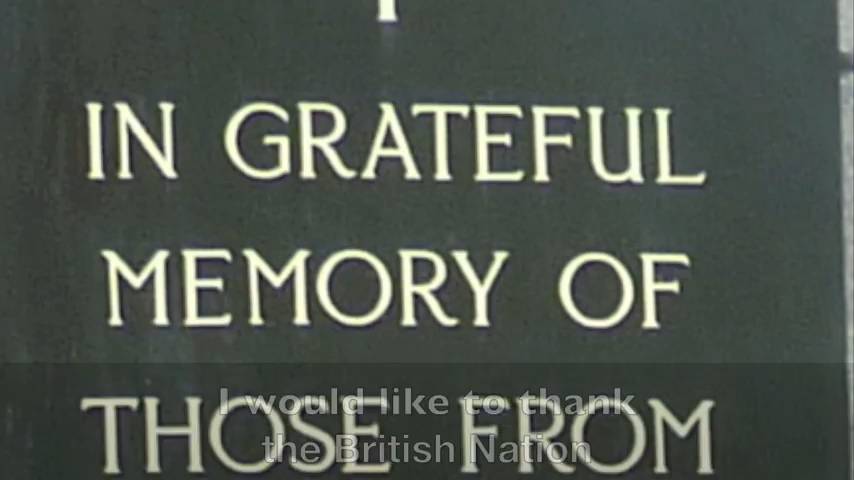 IN GRATEFUL
MEMORY OF
THOSE FROM
I would like to thank
the British Nation